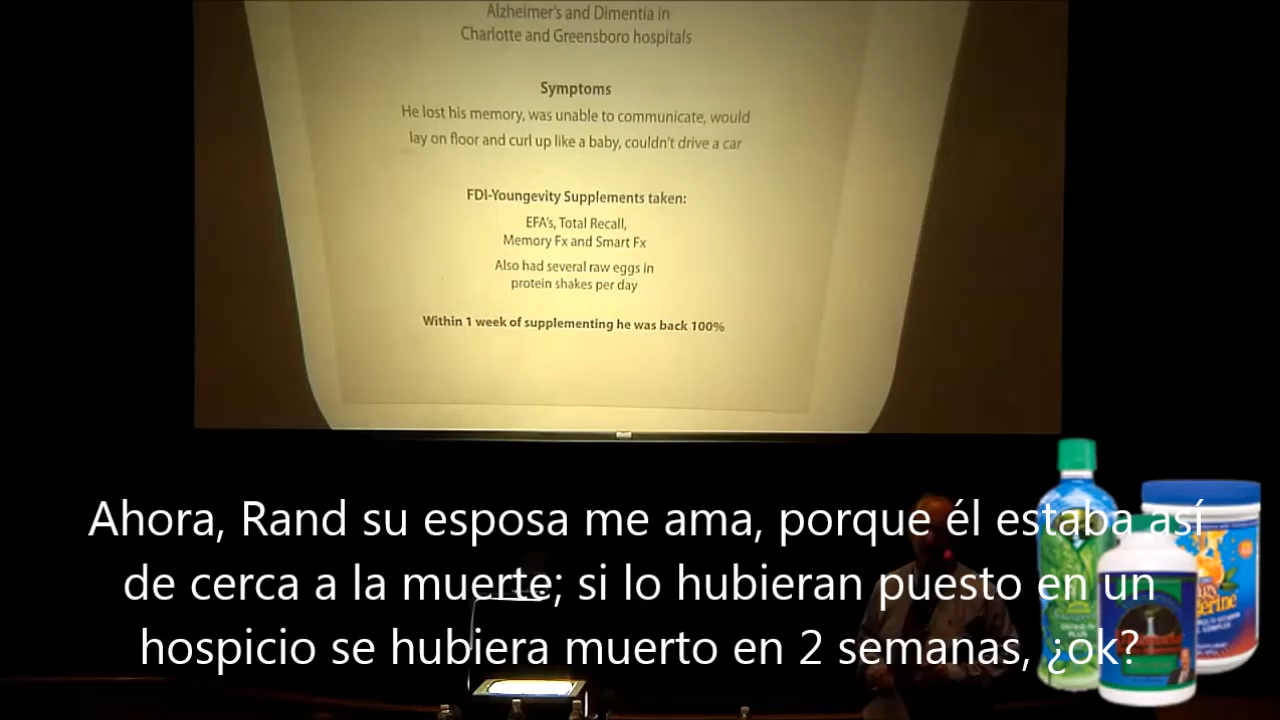 Alzheimer's and Dimentia in
Charlotte and Greensboro hospitals
Symptoms
He lost his memory, was unable to communicate, would
lay on floor and curl up like a baby, couldn't drive a car
FDI-Youngevity Supplements taken:
EFA's, Total Recall,
Memory Fx and Smart Fx
Also had several raw eggs in
protein shakes per day
Within 1 week of supplementing he was back 100%
Ahora, Rand su esposa me ama, porque él estaba así
de cerca a la muerte; si lo hubieran puesto en un
hospicio se hubiera muerto en 2 semanas, ¿ok?